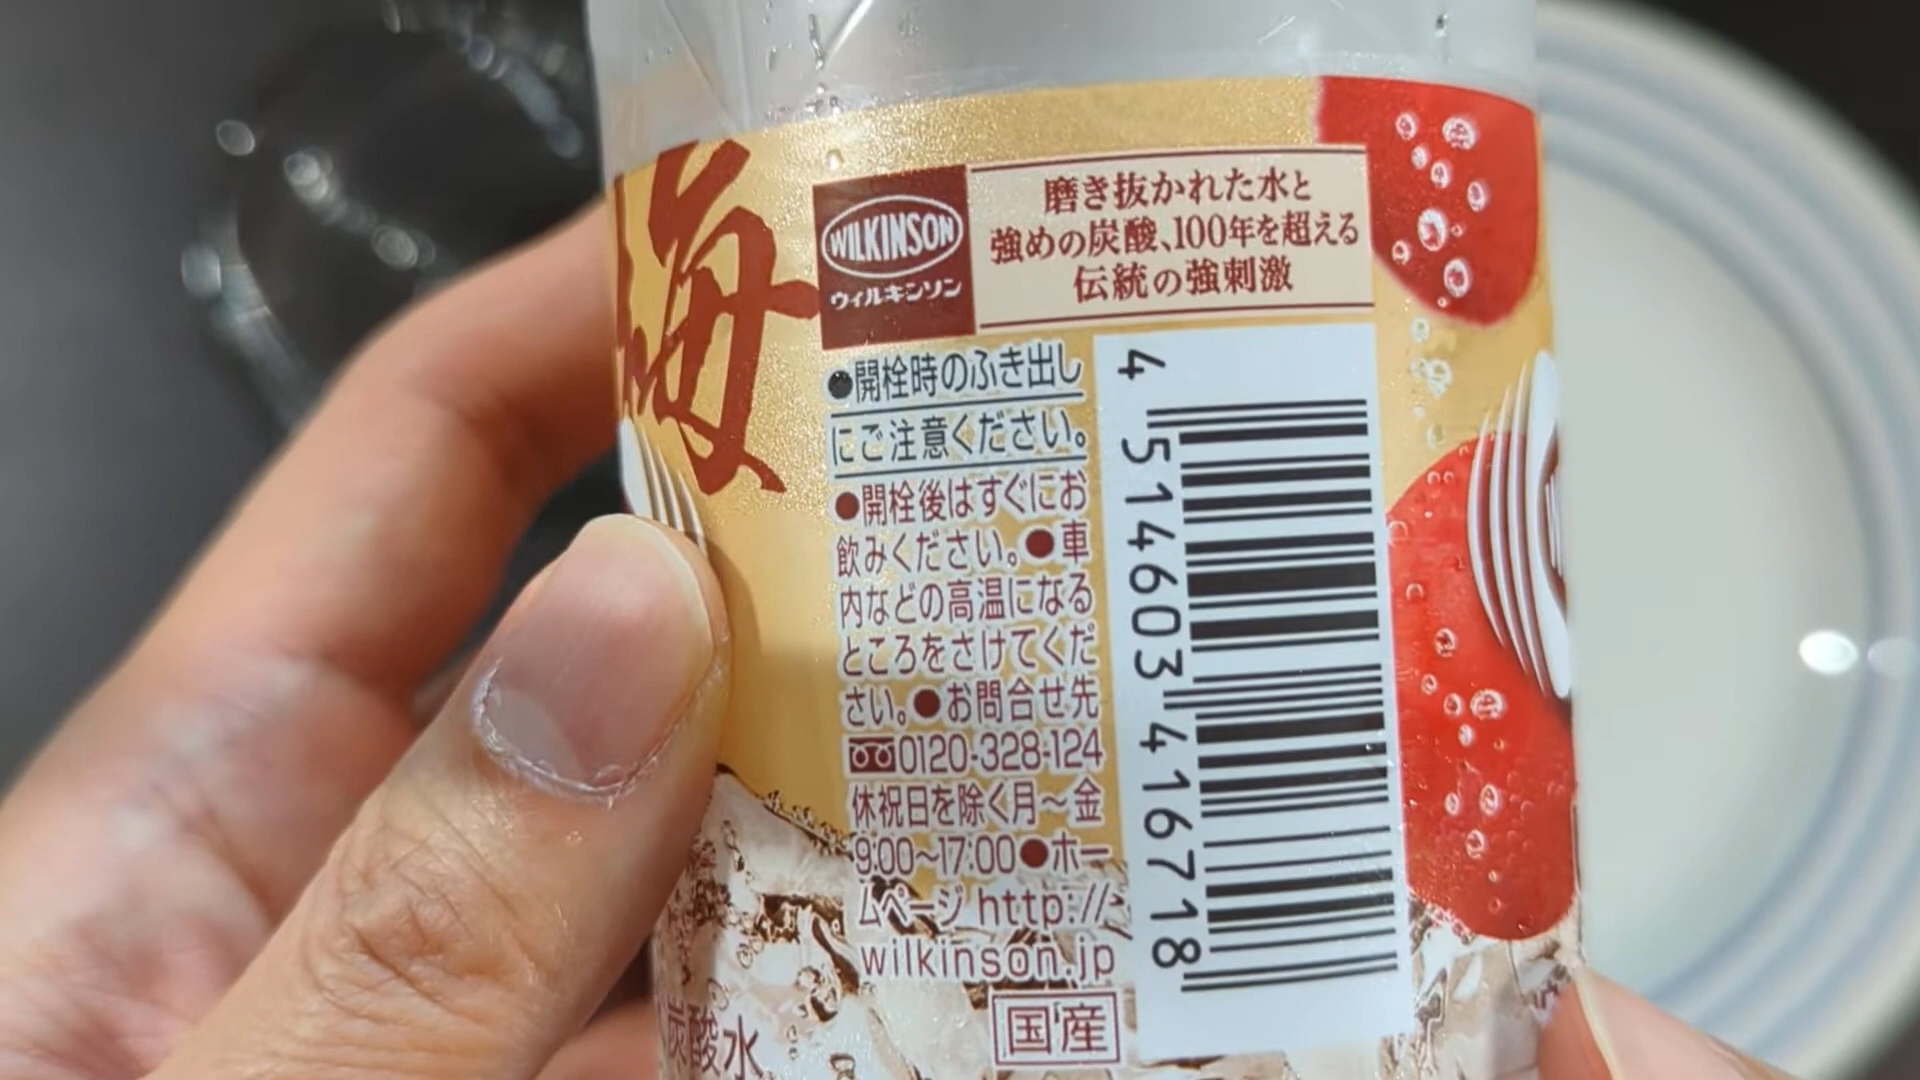 梅
WILKINSON
ウィルキンソン
磨き抜かれた水と
強めの炭酸、100年を超える
伝統の強刺激
●開栓時のふき出し
にご注意ください。
●開栓後はすぐにお
飲みください。●車
内などの高温になる
ところをさけてくだ
さい。●お問合せ先
0120-328-124
休祝日を除く月～金
9:00～17:00●ホー
ムページ http://
wilkinson.jp
国産
炭酸水
4 514603 416718